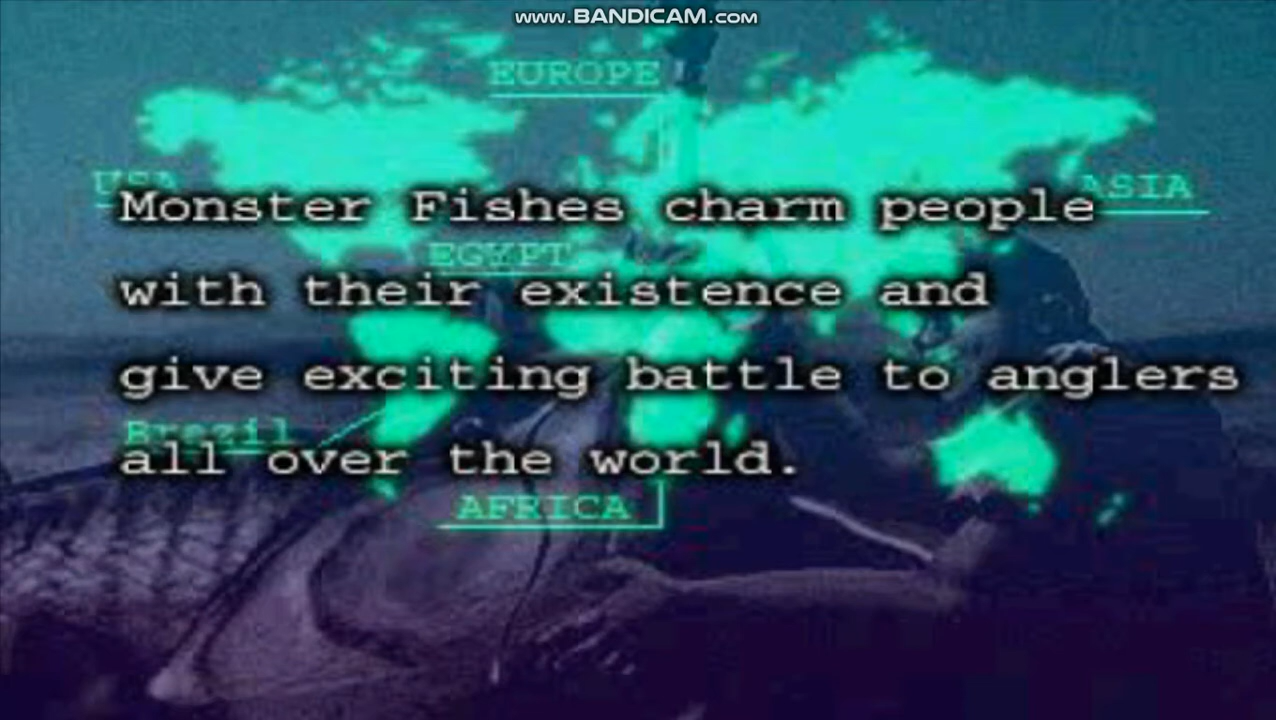 www.BANDICAM.com
EUROPE
USA
ASIA
Monster Fishes charm people
EGYPT
with their existence and
give exciting battle to anglers
Brazil
all over the world.
AFRICA